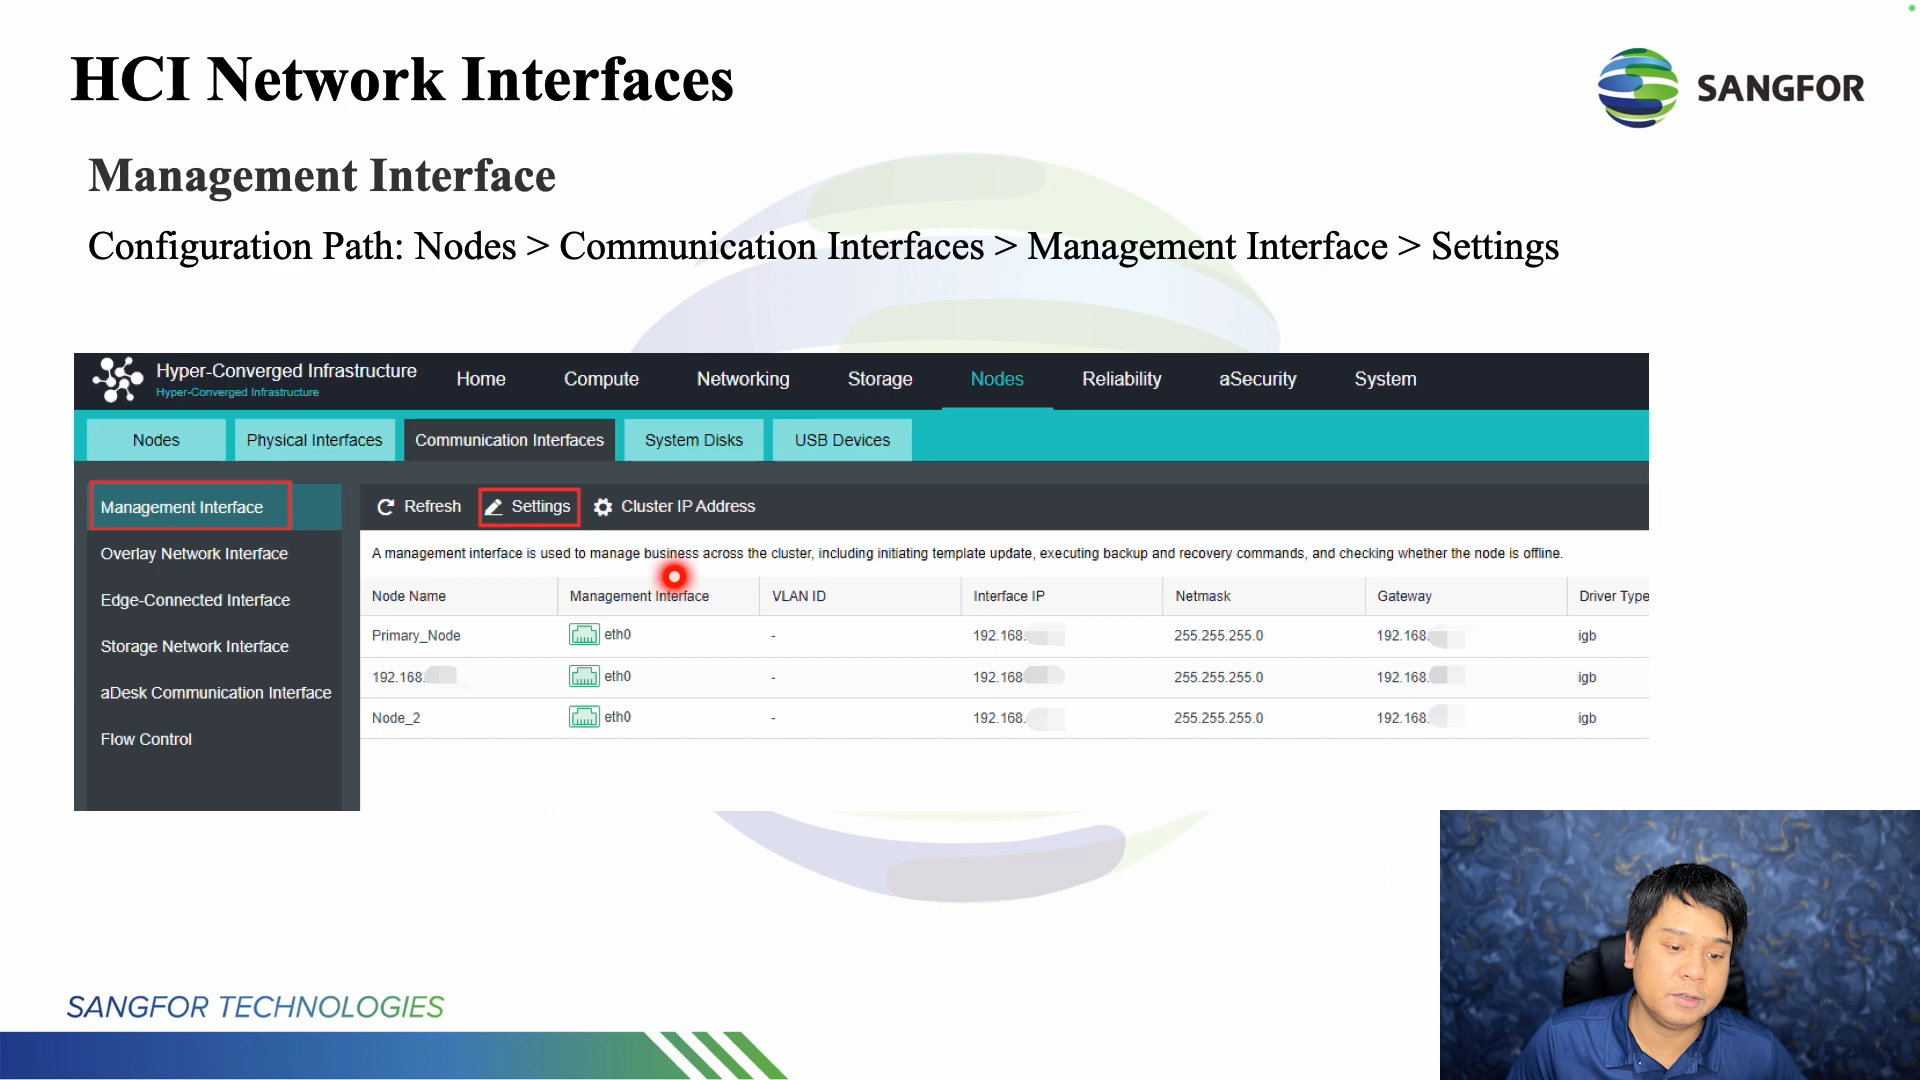 HCI Network Interfaces
SANGFOR
Management Interface
Configuration Path: Nodes > Communication Interfaces > Management Interface > Settings
Hyper-Converged Infrastructure
Hyper-Converged Infrastructure
Home Compute Networking Storage Nodes Reliability aSecurity System
Nodes Physical Interfaces Communication Interfaces System Disks USB Devices
Management Interface
Overlay Network Interface
Edge-Connected Interface
Storage Network Interface
aDesk Communication Interface
Flow Control
Refresh Settings Cluster IP Address
A management interface is used to manage business across the cluster, including initiating template update, executing backup and recovery commands, and checking whether the node is offline.
Node Name Management Interface VLAN ID Interface IP Netmask Gateway Driver Type
Primary_Node eth0 - 192.168. 255.255.255.0 192.168. igb
192.168. eth0 - 192.168 255.255.255.0 192.168. igb
Node_2 eth0 - 192.168. 255.255.255.0 192.168. igb
SANGFOR TECHNOLOGIES